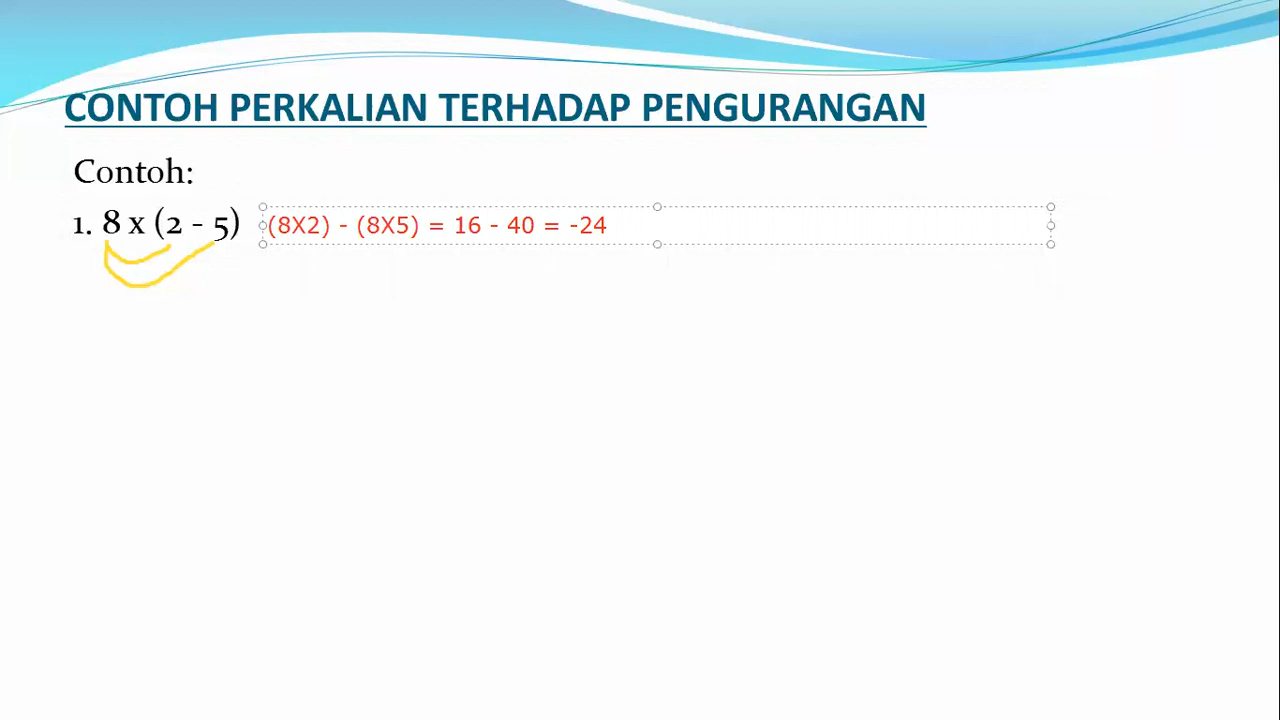 CONTOH PERKALIAN TERHADAP PENGURANGAN
Contoh:
1. 8 x (2 - 5) (8X2) - (8X5) = 16 - 40 = -24